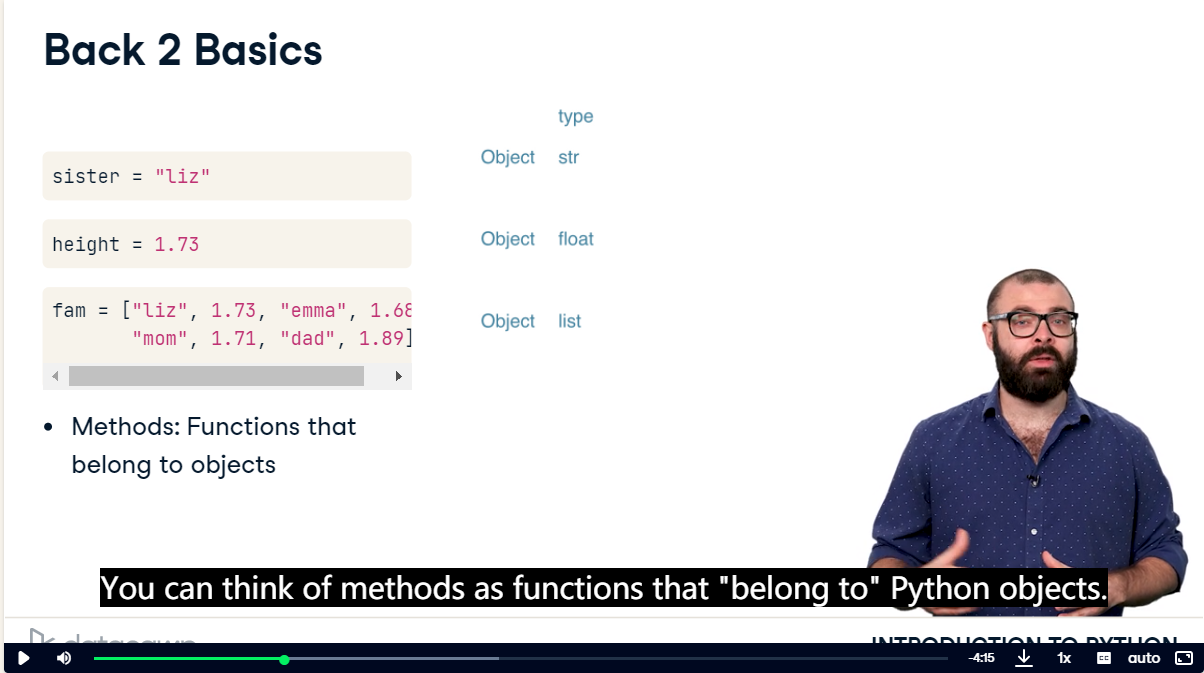 Back 2 Basics
type
sister = "liz"
Object str
height = 1.73
Object float
fam = ["liz", 1.73, "emma", 1.68
"mom", 1.71, "dad", 1.89]
Object list
• Methods: Functions that
belong to objects
You can think of methods as functions that "belong to" Python objects.
datacamp
INTRODUCTION TO PYTHON
-4:15
1x
CC
auto